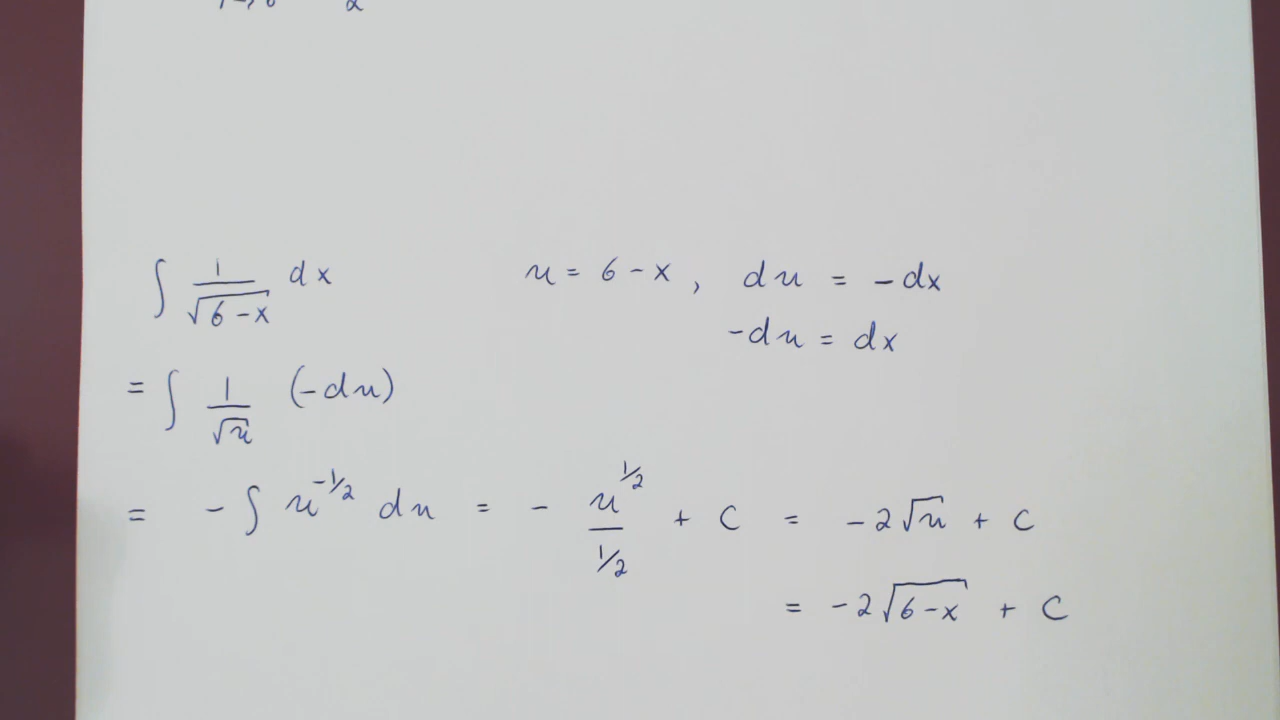 ∫ 1/√(6-x) dx    u = 6 - x , du = -dx
-du = dx
= ∫ 1/√u (-du)
= - ∫ u^(-1/2) du = - u^(1/2)/(1/2) + C = -2√u + C
= -2√(6-x) + C